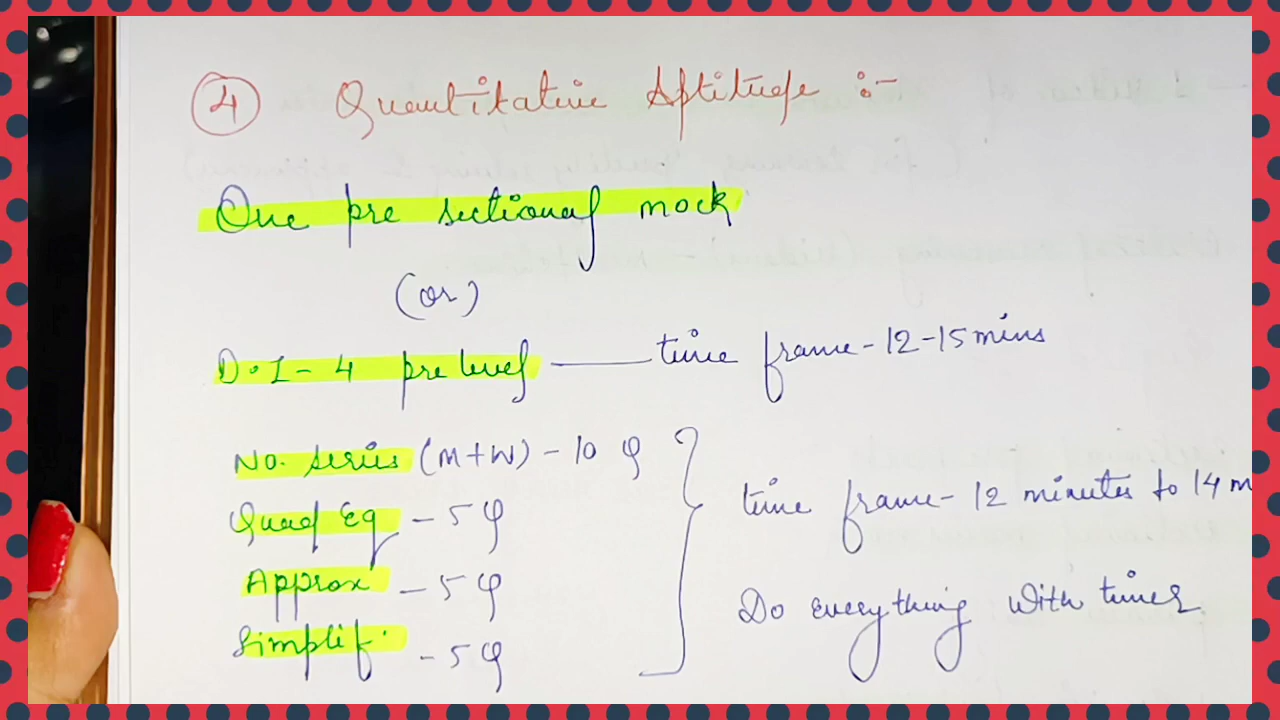 4 Quantitative Aptitude :-
One pre sectional mock
(or)
D.I - 4 pre level —— time frame - 12-15 mins
No. series (M+W) - 10 Q
Quad Eq - 5 Q
time frame - 12 minutes to 14 m
Approx - 5 Q
Do everything with timer
Simplif. - 5 Q